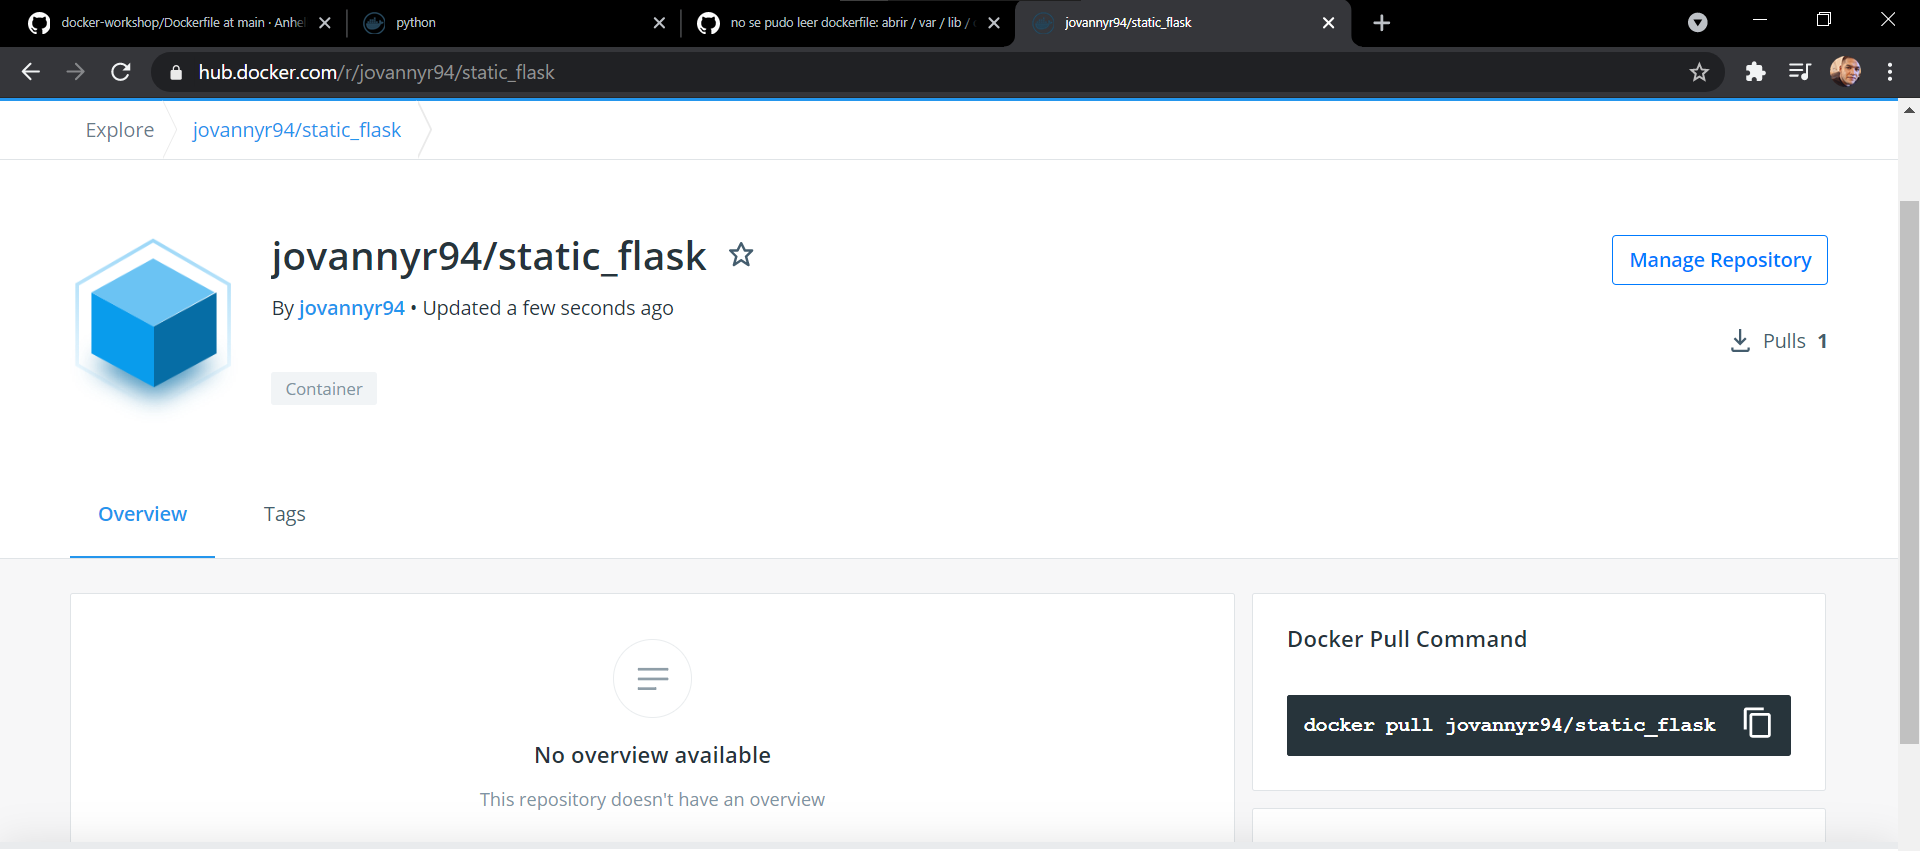 docker-workshop/Dockerfile at main · Anhe
python
no se pudo leer dockerfile: abrir / var / lib /
jovannyr94/static_flask
hub.docker.com/r/jovannyr94/static_flask
Explore
jovannyr94/static_flask
jovannyr94/static_flask
Manage Repository
By jovannyr94 • Updated a few seconds ago
Pulls 1
Container
Overview
Tags
Docker Pull Command
docker pull jovannyr94/static_flask
No overview available
This repository doesn't have an overview